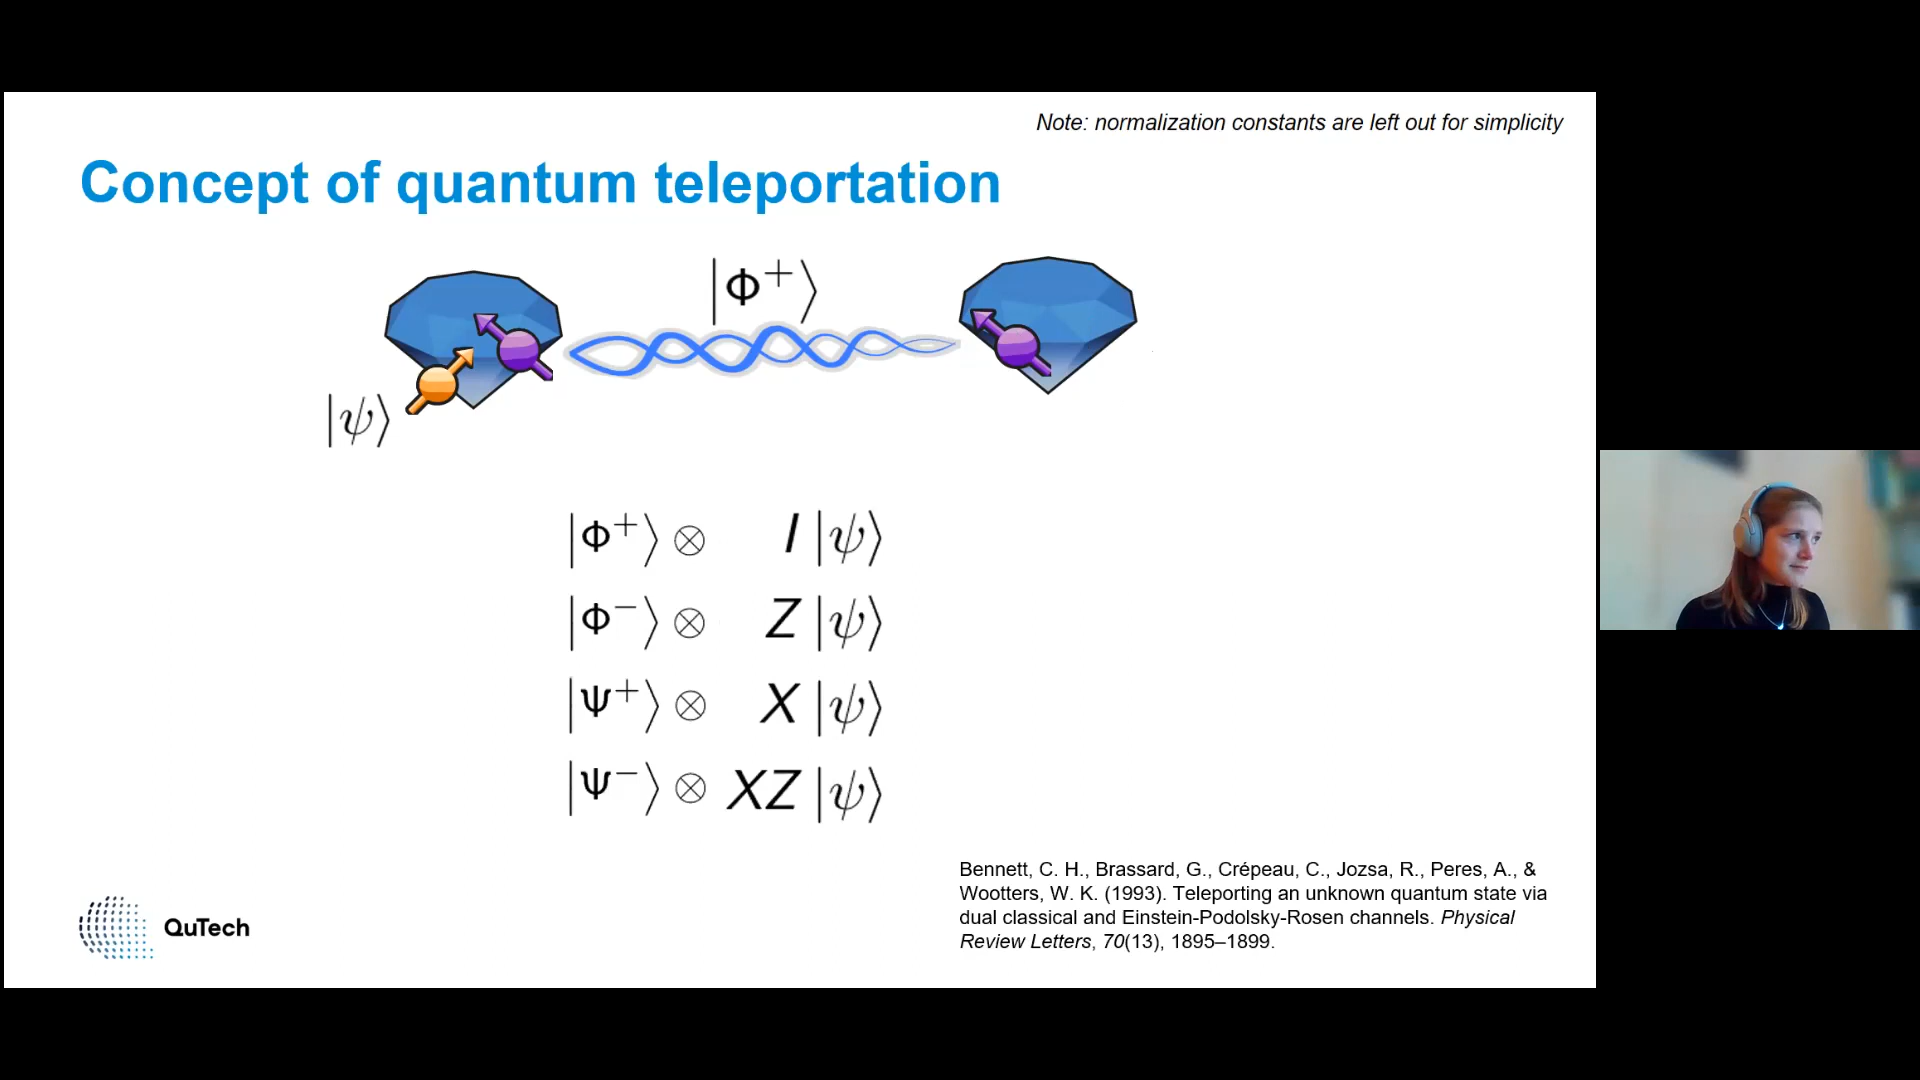 Note: normalization constants are left out for simplicity
Concept of quantum teleportation
|Φ⁺⟩
|ψ⟩
|Φ⁺⟩ ⊗ I |ψ⟩
|Φ⁻⟩ ⊗ Z |ψ⟩
|Ψ⁺⟩ ⊗ X |ψ⟩
|Ψ⁻⟩ ⊗ XZ |ψ⟩
Bennett, C. H., Brassard, G., Crépeau, C., Jozsa, R., Peres, A., &
Wootters, W. K. (1993). Teleporting an unknown quantum state via
dual classical and Einstein-Podolsky-Rosen channels. Physical
Review Letters, 70(13), 1895–1899.
QuTech